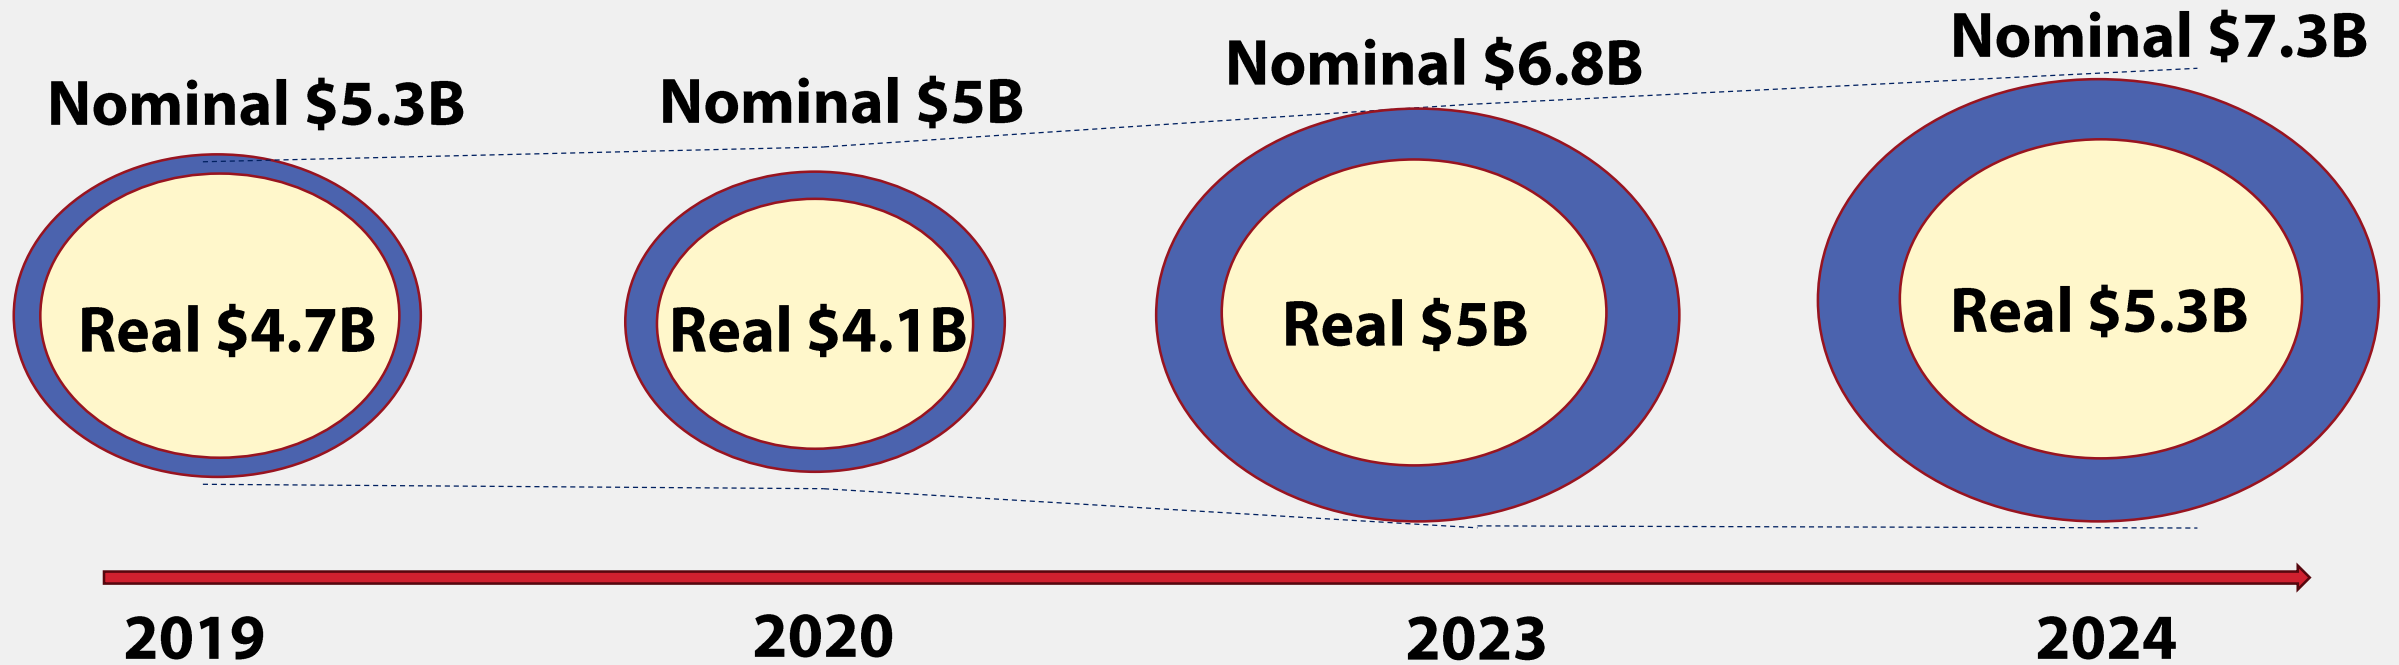 Nominal $5.3B
Real $4.7B
2019
Nominal $5B
Real $4.1B
2020
Nominal $6.8B
Real $5B
2023
Nominal $7.3B
Real $5.3B
2024